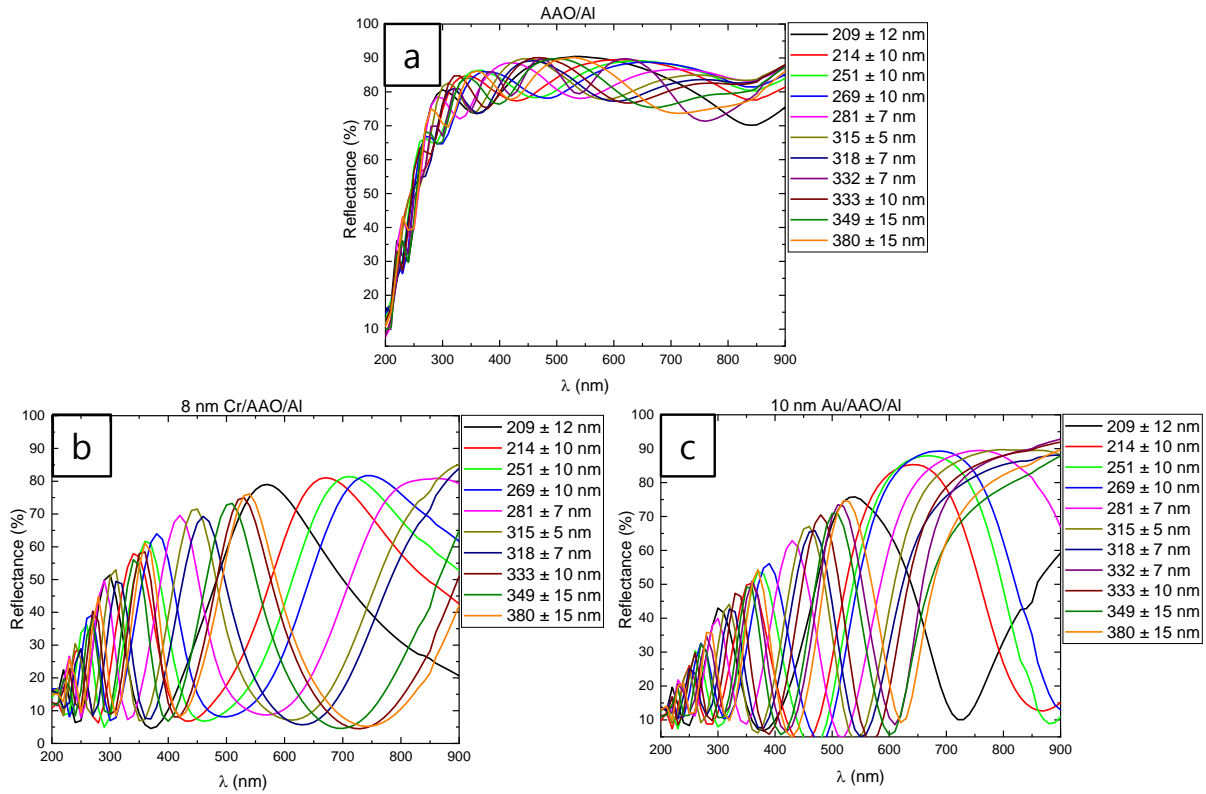 AAO/Al
a
Reflectance (%)
100
90
80
70
60
50
40
30
20
10
200 300 400 500 600 700 800 900
λ (nm)
209 ± 12 nm
214 ± 10 nm
251 ± 10 nm
269 ± 10 nm
281 ± 7 nm
315 ± 5 nm
318 ± 7 nm
332 ± 7 nm
333 ± 10 nm
349 ± 15 nm
380 ± 15 nm
8 nm Cr/AAO/Al
b
Reflectance (%)
100
90
80
70
60
50
40
30
20
10
0
200 300 400 500 600 700 800 900
λ (nm)
209 ± 12 nm
214 ± 10 nm
251 ± 10 nm
269 ± 10 nm
281 ± 7 nm
315 ± 5 nm
318 ± 7 nm
333 ± 10 nm
349 ± 15 nm
380 ± 15 nm
10 nm Au/AAO/Al
c
Reflectance (%)
100
90
80
70
60
50
40
30
20
10
200 300 400 500 600 700 800 900
λ (nm)
209 ± 12 nm
214 ± 10 nm
251 ± 10 nm
269 ± 10 nm
281 ± 7 nm
315 ± 5 nm
318 ± 7 nm
332 ± 7 nm
333 ± 10 nm
349 ± 15 nm
380 ± 15 nm